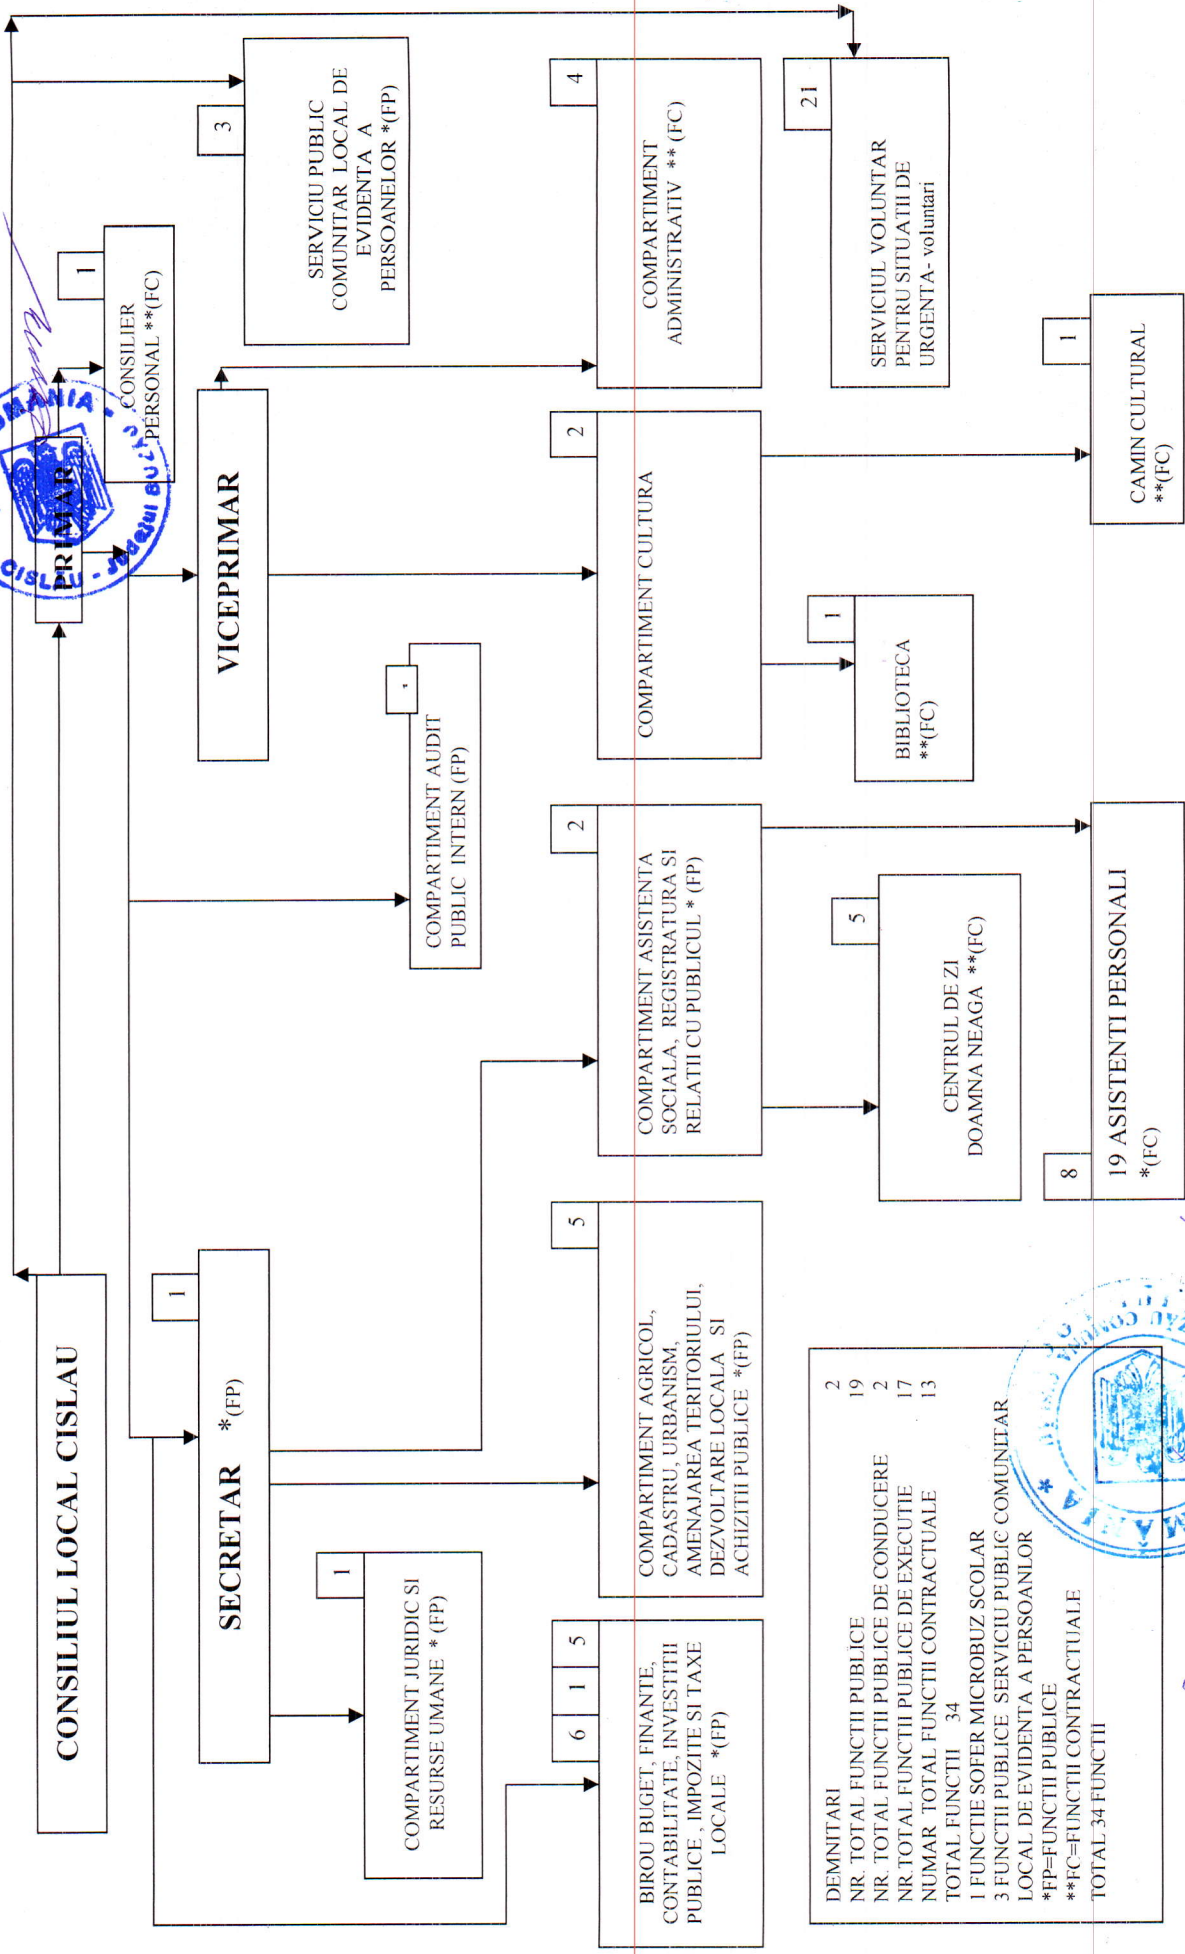 CONSILIUL LOCAL CISLAU
PRIMAR
ROMANIA -
CISLAU - Judetul BUZAU
1
CONSILIER
PERSONAL **(FC)
3
SERVICIU PUBLIC
COMUNITAR LOCAL DE
EVIDENTA A
PERSOANELOR *(FP)
1
SECRETAR *(FP)
VICEPRIMAR
1
COMPARTIMENT JURIDIC SI
RESURSE UMANE * (FP)
-
COMPARTIMENT AUDIT
PUBLIC INTERN (FP)
6 1 5
BIROU BUGET, FINANTE,
CONTABILITATE, INVESTITII
PUBLICE , IMPOZITE SI TAXE
LOCALE *(FP)
5
COMPARTIMENT AGRICOL,
CADASTRU, URBANISM,
AMENAJAREA TERITORIULUI,
DEZVOLTARE LOCALA SI
ACHIZITII PUBLICE *(FP)
2
COMPARTIMENT ASISTENTA
SOCIALA, REGISTRATURA SI
RELATII CU PUBLICUL * (FP)
2
COMPARTIMENT CULTURA
4
COMPARTIMENT
ADMINISTRATIV ** (FC)
5
CENTRUL DE ZI
DOAMNA NEAGA **(FC)
1
BIBLIOTECA
**(FC)
21
SERVICIUL VOLUNTAR
PENTRU SITUATII DE
URGENTA- voluntari
8
19 ASISTENTI PERSONALI
*(FC)
1
CAMIN CULTURAL
**(FC)
DEMNITARI 2
NR. TOTAL FUNCTII PUBLICE 19
NR. TOTAL FUNCTII PUBLICE DE CONDUCERE 2
NR.TOTAL FUNCTII PUBLICE DE EXECUTIE 17
NUMAR TOTAL FUNCTII CONTRACTUALE 13
TOTAL FUNCTII 34
1 FUNCTIE SOFER MICROBUZ SCOLAR
3 FUNCTII PUBLICE SERVICIU PUBLIC COMUNITAR
LOCAL DE EVIDENTA A PERSOANLOR
*FP=FUNCTII PUBLICE
**FC=FUNCTII CONTRACTUALE
TOTAL 34 FUNCTII